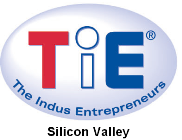 TiE®
The Indus Entrepreneurs
Silicon Valley